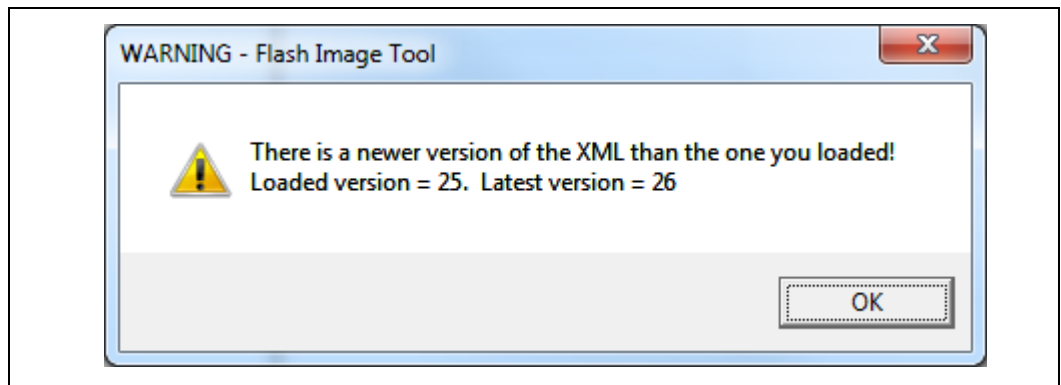 WARNING - Flash Image Tool
There is a newer version of the XML than the one you loaded!
Loaded version = 25.  Latest version = 26
OK